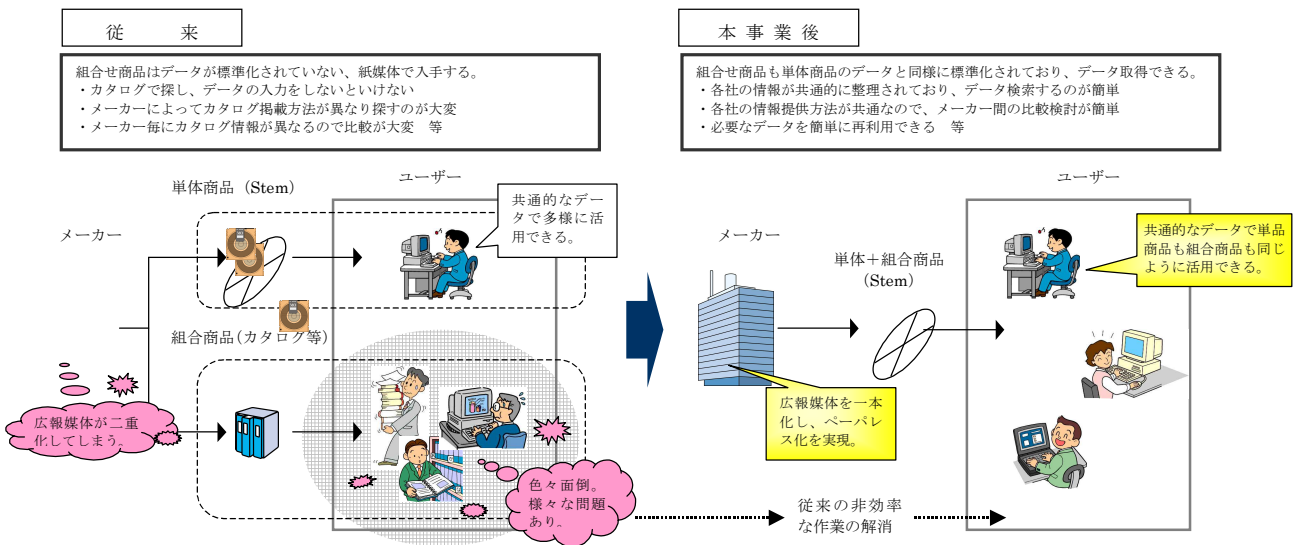 従　　来
組合せ商品はデータが標準化されていない、紙媒体で入手する。
・カタログで探し、データの入力をしないといけない
・メーカーによってカタログ掲載方法が異なり探すのが大変
・メーカー毎にカタログ情報が異なるので比較が大変　等
単体商品（Stem）
ユーザー
メーカー
共通的なデー
タで多様に活
用できる。
組合商品(カタログ等)
広報媒体が二重
化してしまう。
色々面倒。
様々な問題
あり。
本 事 業 後
組合せ商品も単体商品のデータと同様に標準化されており、データ取得できる。
・各社の情報が共通的に整理されており、データ検索するのが簡単
・各社の情報提供方法が共通なので、メーカー間の比較検討が簡単
・必要なデータを簡単に再利用できる　等
ユーザー
メーカー
単体＋組合商品
(Stem)
共通的なデータで単品
商品も組合商品も同じ
ように活用できる。
広報媒体を一本
化し、ペーパレ
ス化を実現。
従来の非効率
な作業の解消